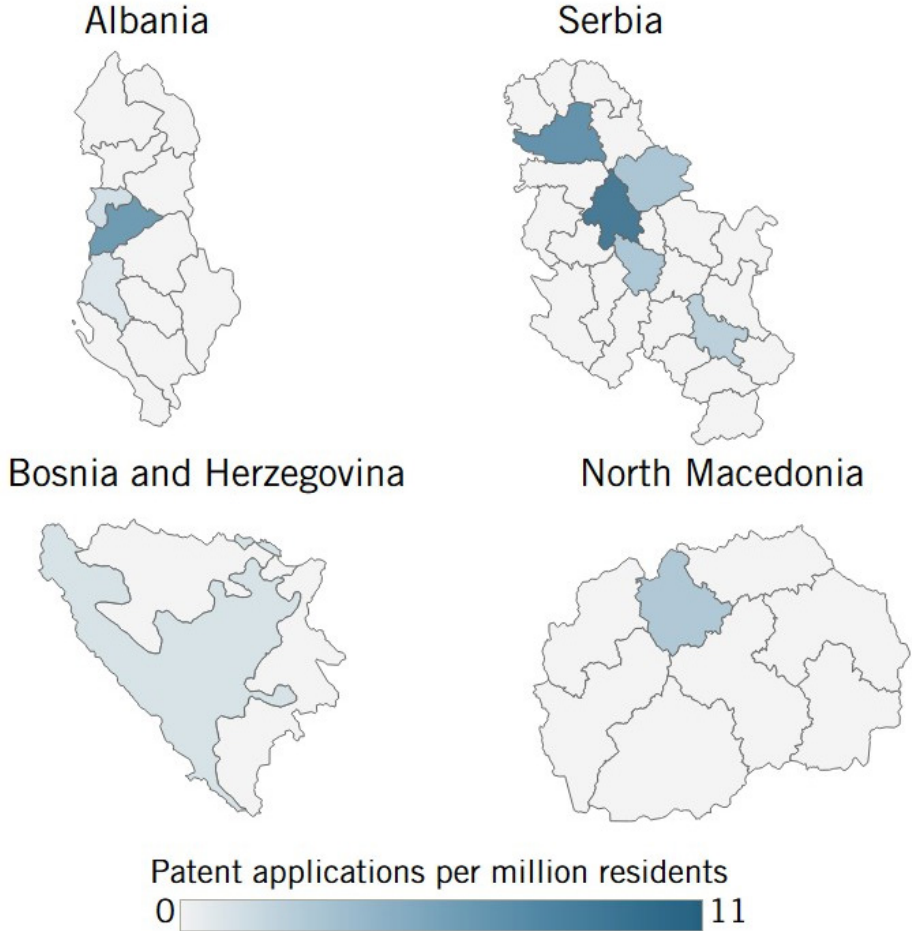 Albania
Serbia
Bosnia and Herzegovina
North Macedonia
Patent applications per million residents
0
11